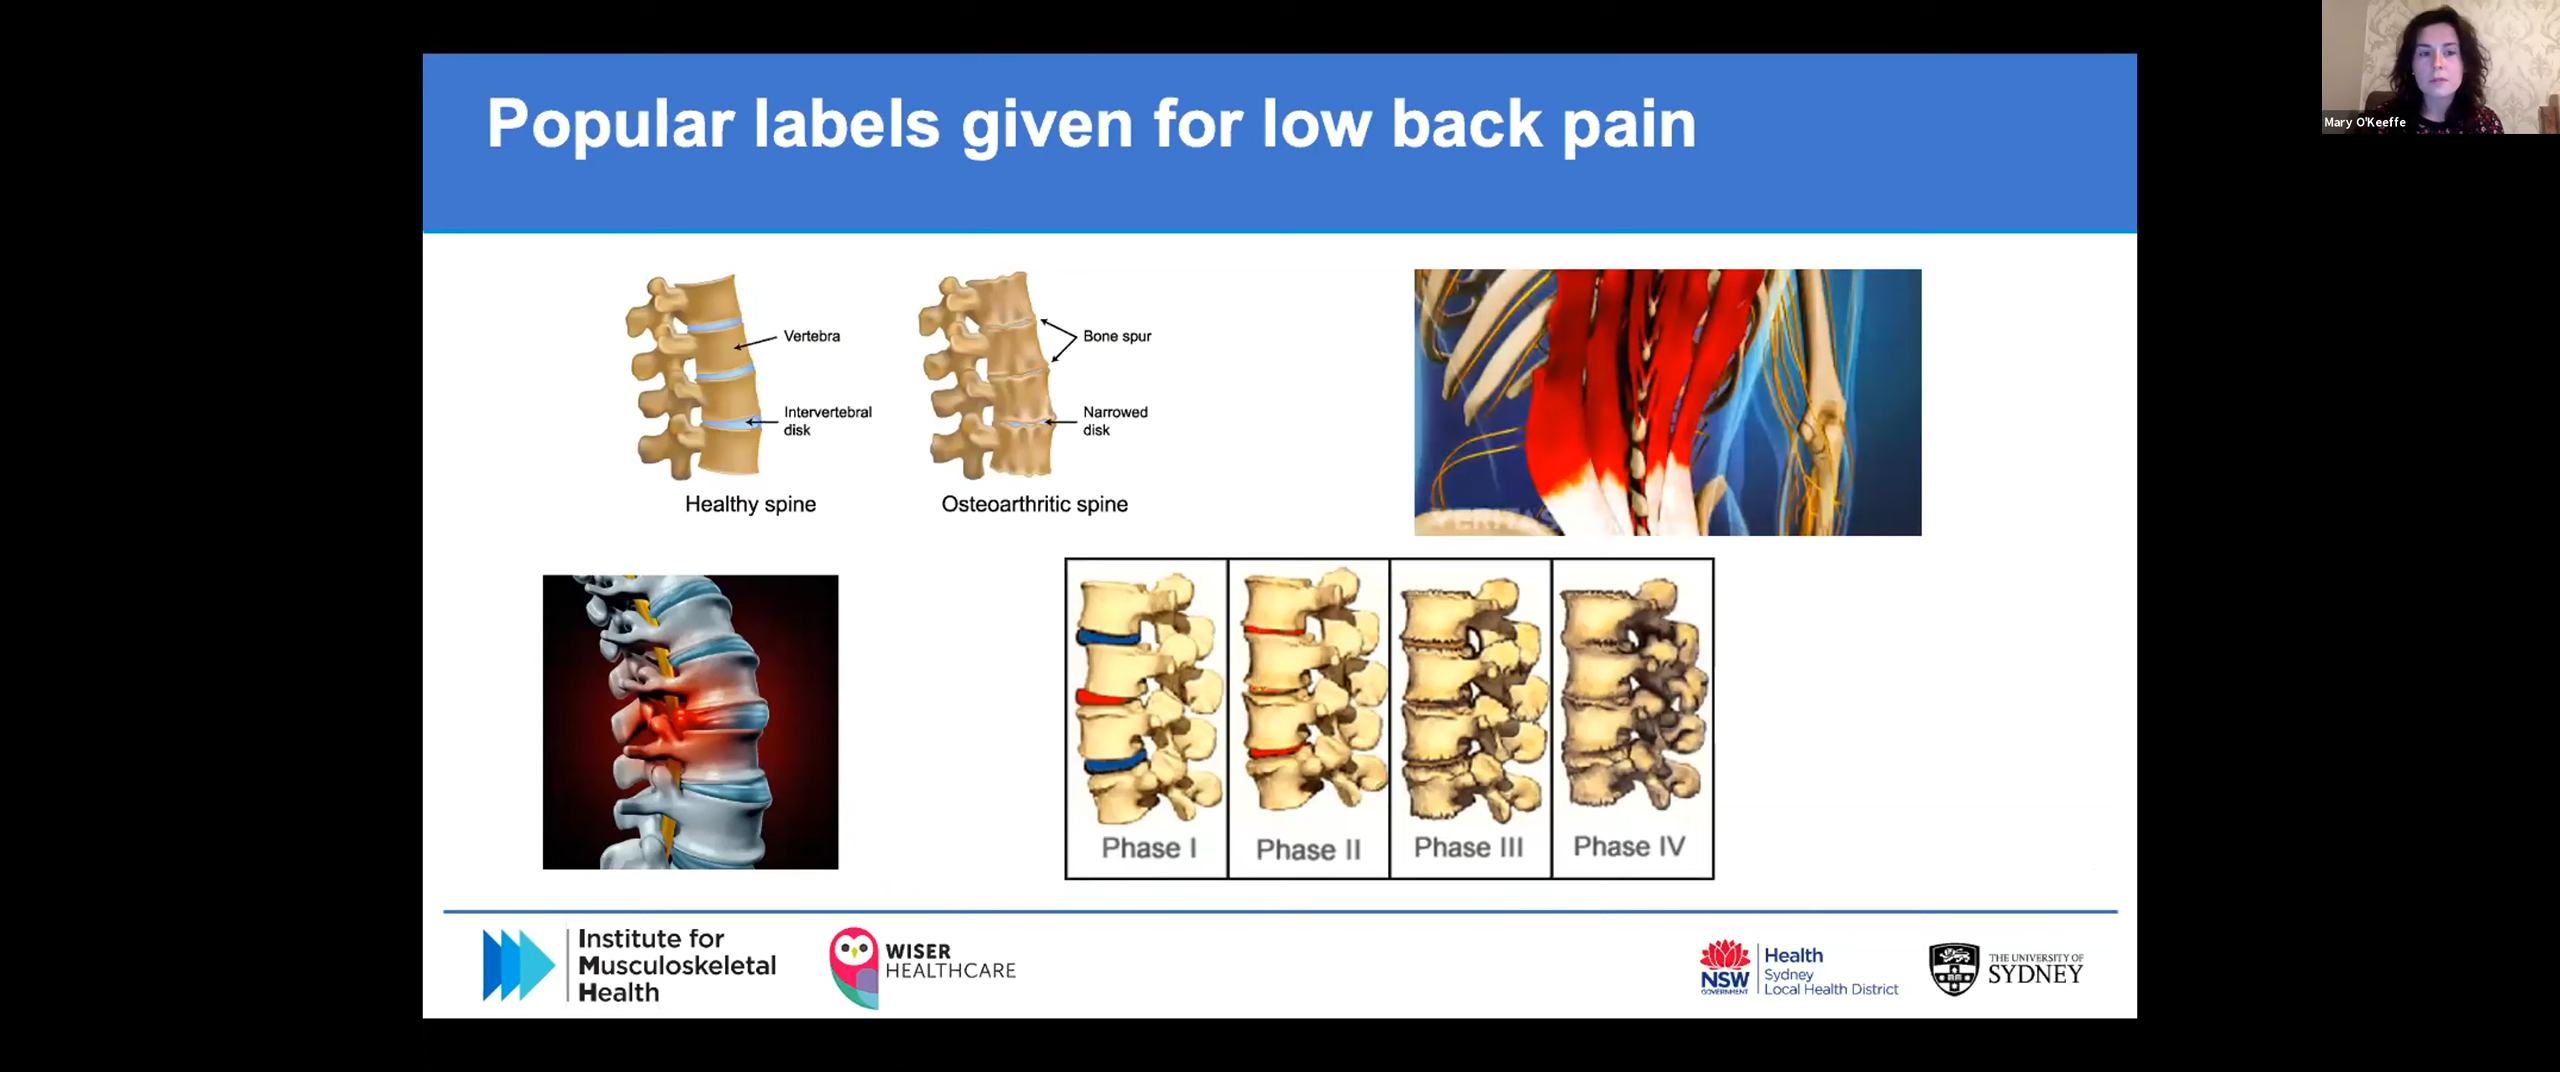 Mary O'Keeffe
Popular labels given for low back pain
Vertebra
Intervertebral
disk
Healthy spine
Bone spur
Narrowed
disk
Osteoarthritic spine
VERITAS
Phase I
Phase II
Phase III
Phase IV
Institute for
Musculoskeletal
Health
WISER
HEALTHCARE
NSW
GOVERNMENT
Health
Sydney
Local Health District
THE UNIVERSITY OF
SYDNEY